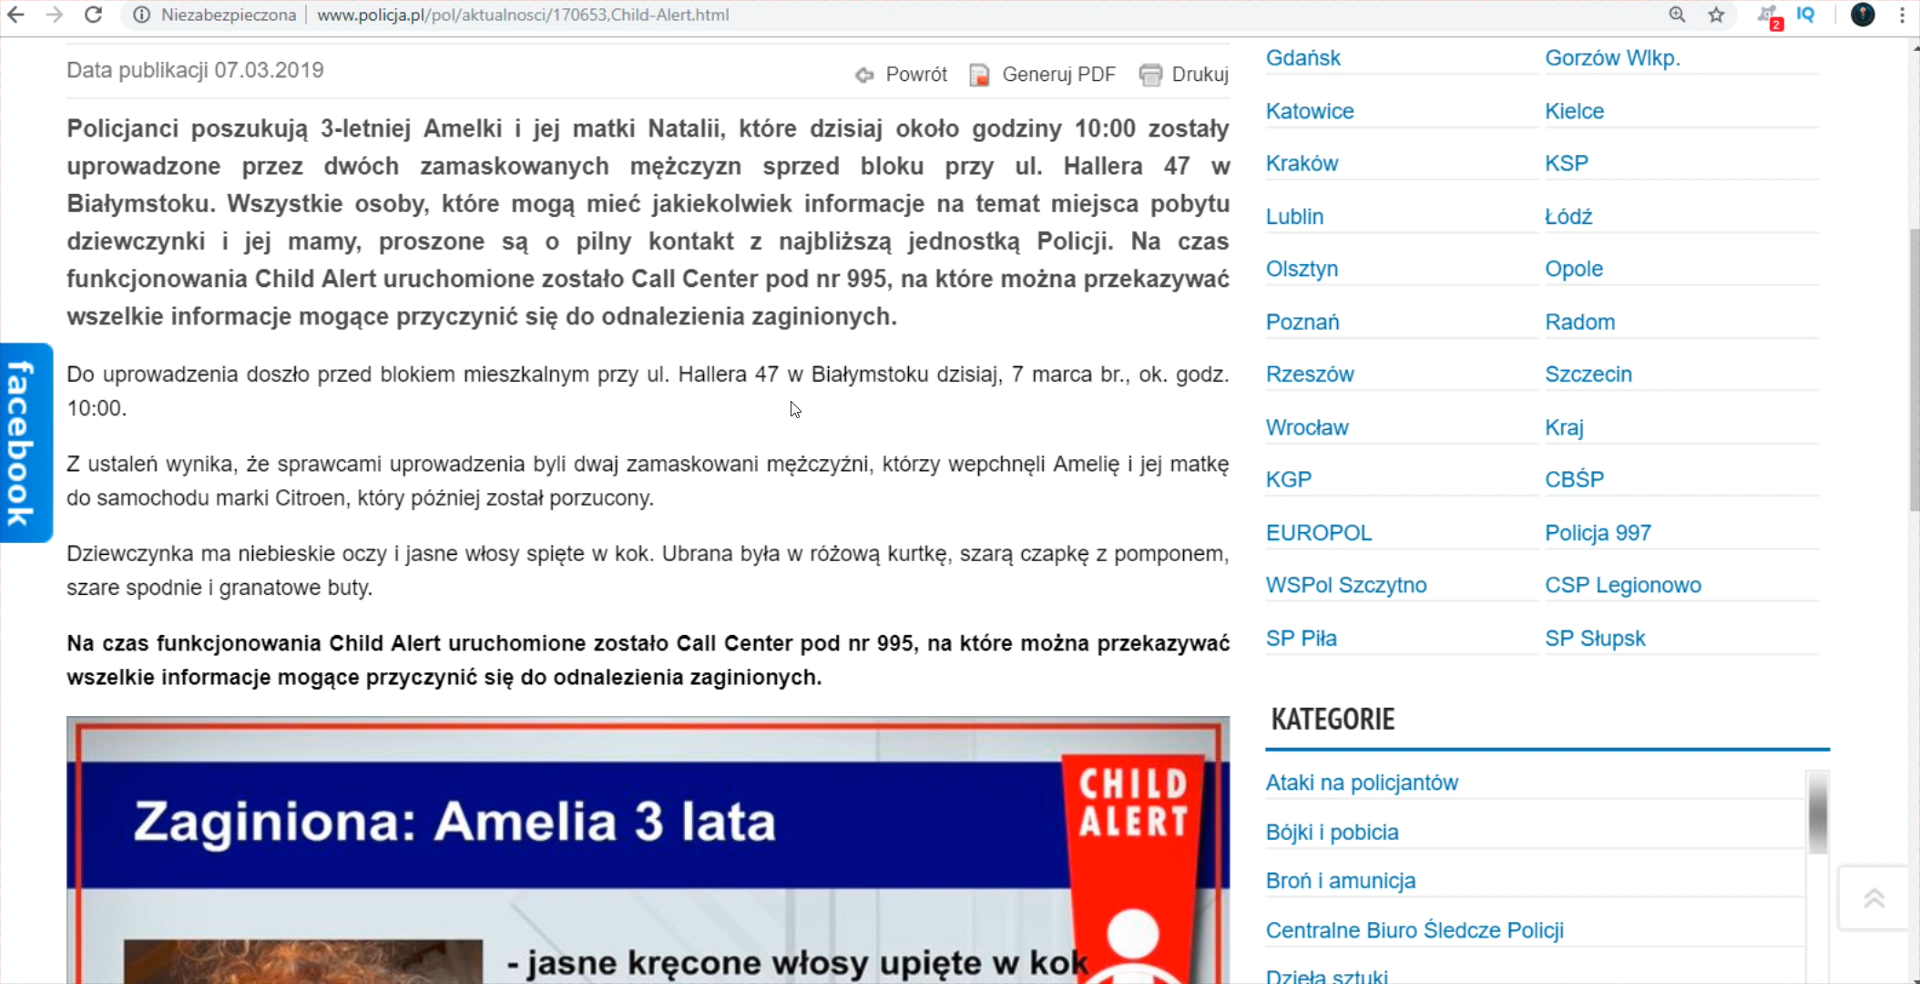 Niezabezpieczona
www.policja.pl/pol/aktualnosci/170653,Child-Alert.html
2
IQ
Data publikacji 07.03.2019
Powrót
Generuj PDF
Drukuj
Policjanci poszukują 3-letniej Amelki i jej matki Natalii, które dzisiaj około godziny 10:00 zostały
uprowadzone przez dwóch zamaskowanych mężczyzn sprzed bloku przy ul. Hallera 47 w
Białymstoku. Wszystkie osoby, które mogą mieć jakiekolwiek informacje na temat miejsca pobytu
dziewczynki i jej mamy, proszone są o pilny kontakt z najbliższą jednostką Policji. Na czas
funkcjonowania Child Alert uruchomione zostało Call Center pod nr 995, na które można przekazywać
wszelkie informacje mogące przyczynić się do odnalezienia zaginionych.
Do uprowadzenia doszło przed blokiem mieszkalnym przy ul. Hallera 47 w Białymstoku dzisiaj, 7 marca br., ok. godz.
10:00.
Z ustaleń wynika, że sprawcami uprowadzenia byli dwaj zamaskowani mężczyźni, którzy wepchnęli Amelię i jej matkę
do samochodu marki Citroen, który później został porzucony.
Dziewczynka ma niebieskie oczy i jasne włosy spięte w kok. Ubrana była w różową kurtkę, szarą czapkę z pomponem,
szare spodnie i granatowe buty.
Na czas funkcjonowania Child Alert uruchomione zostało Call Center pod nr 995, na które można przekazywać
wszelkie informacje mogące przyczynić się do odnalezienia zaginionych.
Zaginiona: Amelia 3 lata
CHILD
ALERT
- jasne kręcone włosy upięte w kok
facebook
Gdańsk
Gorzów Wlkp.
Katowice
Kielce
Kraków
KSP
Lublin
Łódź
Olsztyn
Opole
Poznań
Radom
Rzeszów
Szczecin
Wrocław
Kraj
KGP
CBŚP
EUROPOL
Policja 997
WSPol Szczytno
CSP Legionowo
SP Piła
SP Słupsk
KATEGORIE
Ataki na policjantów
Bójki i pobicia
Broń i amunicja
Centralne Biuro Śledcze Policji
Dzieła sztuki